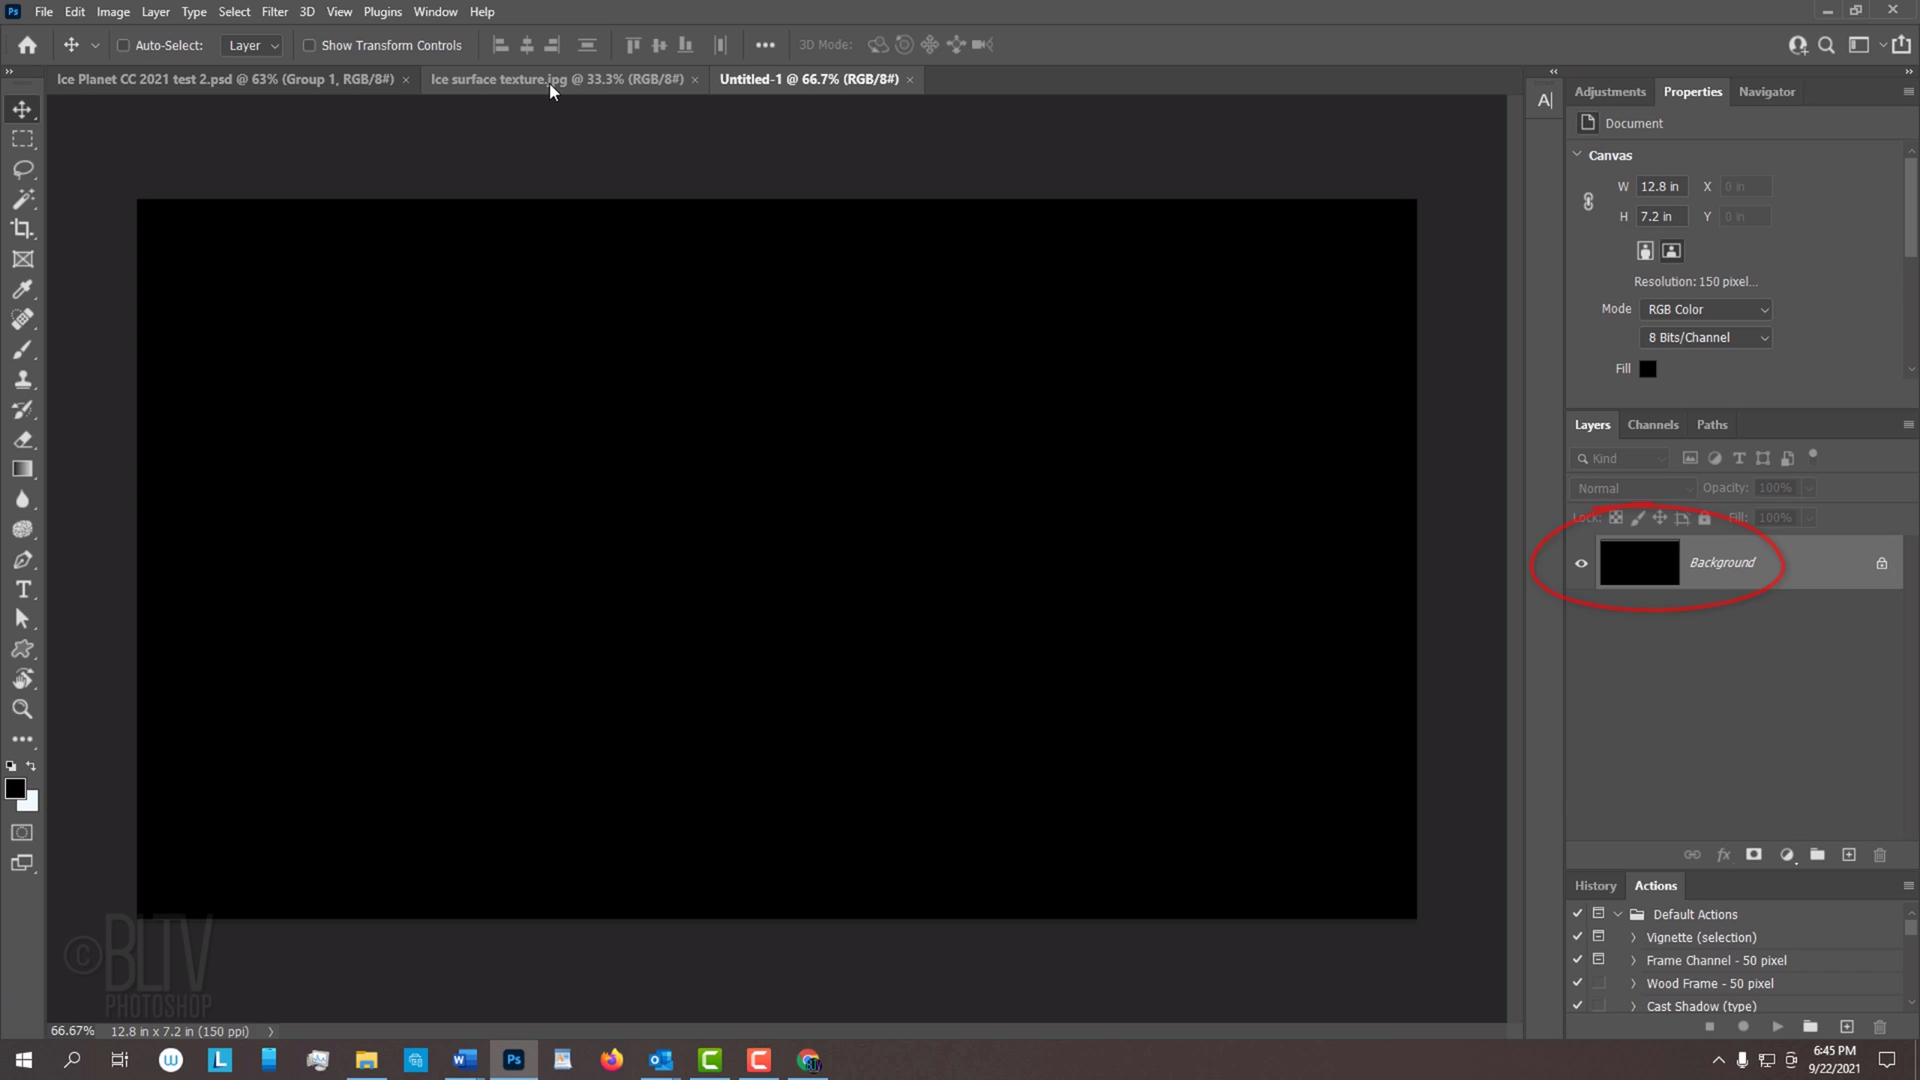 File Edit Image Layer Type Select Filter 3D View Plugins Window Help
Auto-Select: Layer Show Transform Controls 3D Mode:
Ice Planet CC 2021 test 2.psd @ 63% (Group 1, RGB/8#) × Ice surface texture.jpg @ 33.3% (RGB/8#) × Untitled-1 @ 66.7% (RGB/8#) ×
Adjustments Properties Navigator
Document
Canvas
W 12.8 in X 0 in
H 7.2 in Y 0 in
Resolution: 150 pixel...
Mode RGB Color
8 Bits/Channel
Fill
Layers Channels Paths
Kind
Normal Opacity: 100%
Lock: Fill: 100%
Background
History Actions
Default Actions
Vignette (selection)
Frame Channel - 50 pixel
Wood Frame - 50 pixel
Cast Shadow (type)
©BLTV
PHOTOSHOP
66.67% 12.8 in x 7.2 in (150 ppi)
6:45 PM
9/22/2021